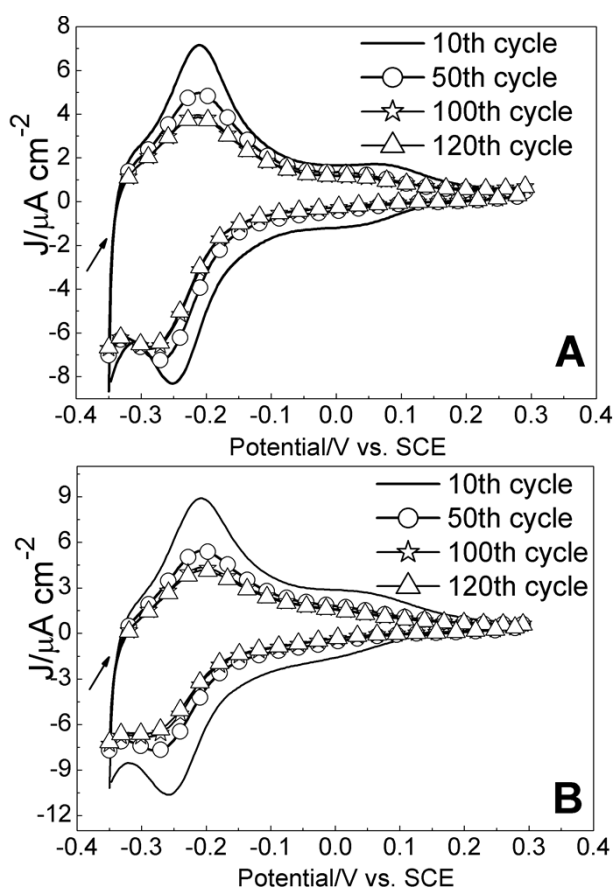 8
6
4
2
0
-2
-4
-6
-8
J/μA cm-2
10th cycle
50th cycle
100th cycle
120th cycle
A
-0.4 -0.3 -0.2 -0.1 0.0 0.1 0.2 0.3 0.4
Potential/V vs. SCE
9
6
3
0
-3
-6
-9
-12
J/μA cm-2
10th cycle
50th cycle
100th cycle
120th cycle
B
-0.4 -0.3 -0.2 -0.1 0.0 0.1 0.2 0.3 0.4
Potential/V vs. SCE